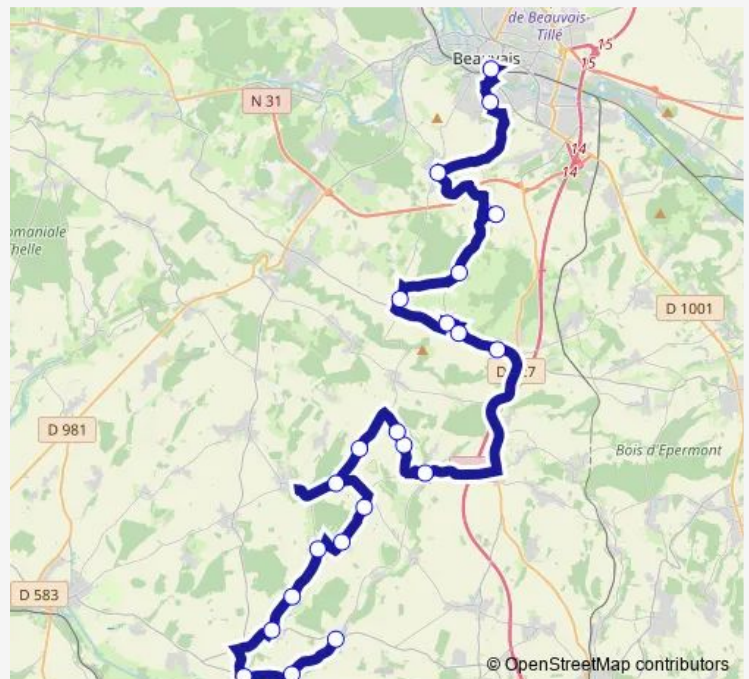 de Beauvais-
Tillé
15
15
Beauvais
N 31
14
14
omaniale
helle
D 1001
D 981
Bois d'Epermont
D 583
© OpenStreetMap contributors